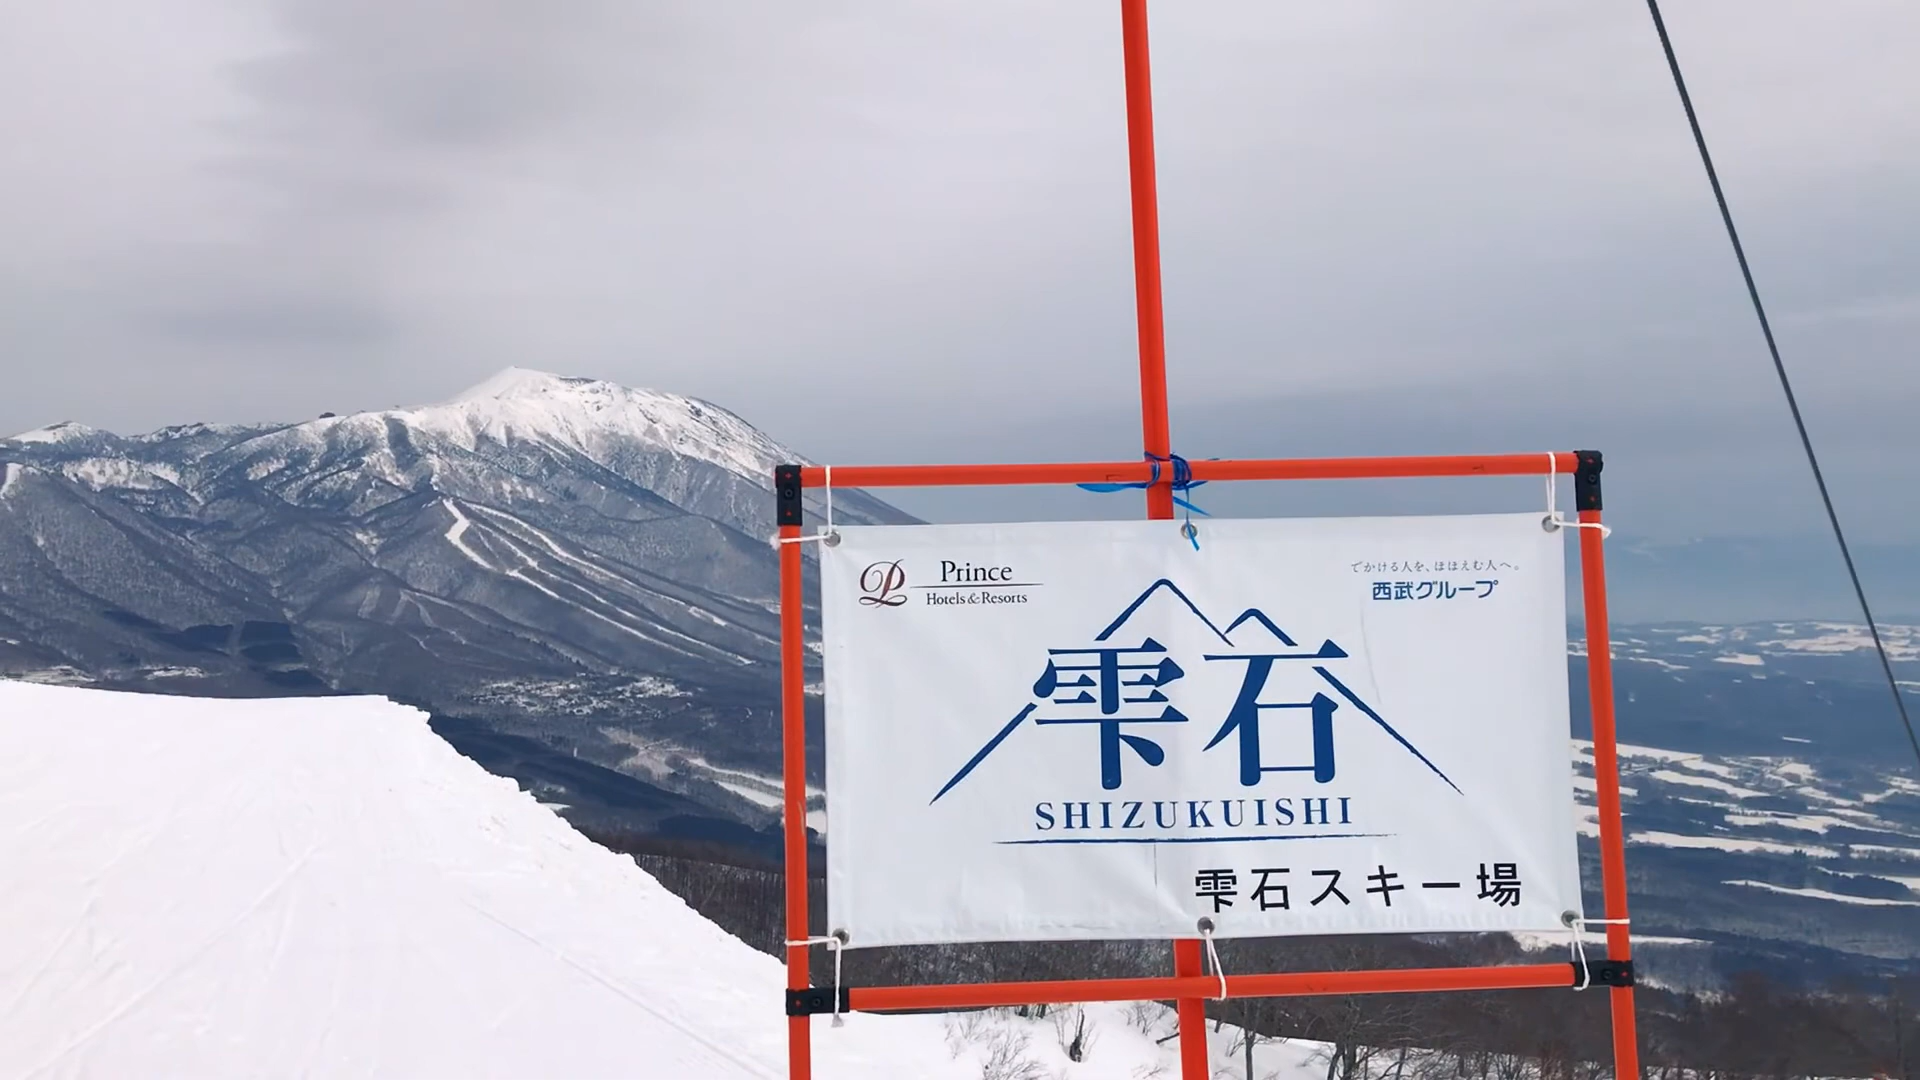 Prince
Hotels & Resorts
でかける人を、ほほえむ人へ。
西武グループ
雫石
SHIZUKUISHI
雫石スキー場